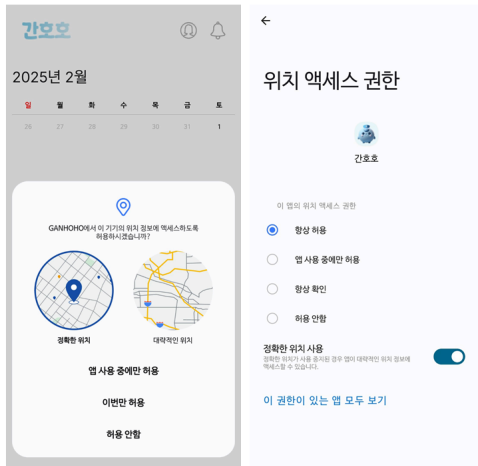 간호호
2025년 2월
일 월 화 수 목 금 토
26 27 28 29 30 31 1
GANHOHO에서 이 기기의 위치 정보에 액세스하도록
허용하시겠습니까?
정확한 위치 대략적인 위치
앱 사용 중에만 허용
이번만 허용
허용 안함
위치 액세스 권한
간호호
이 앱의 위치 액세스 권한
항상 허용
앱 사용 중에만 허용
항상 확인
허용 안함
정확한 위치 사용
정확한 위치가 사용 중지된 경우 앱이 대략적인 위치 정보에
액세스할 수 있습니다.
이 권한이 있는 앱 모두 보기